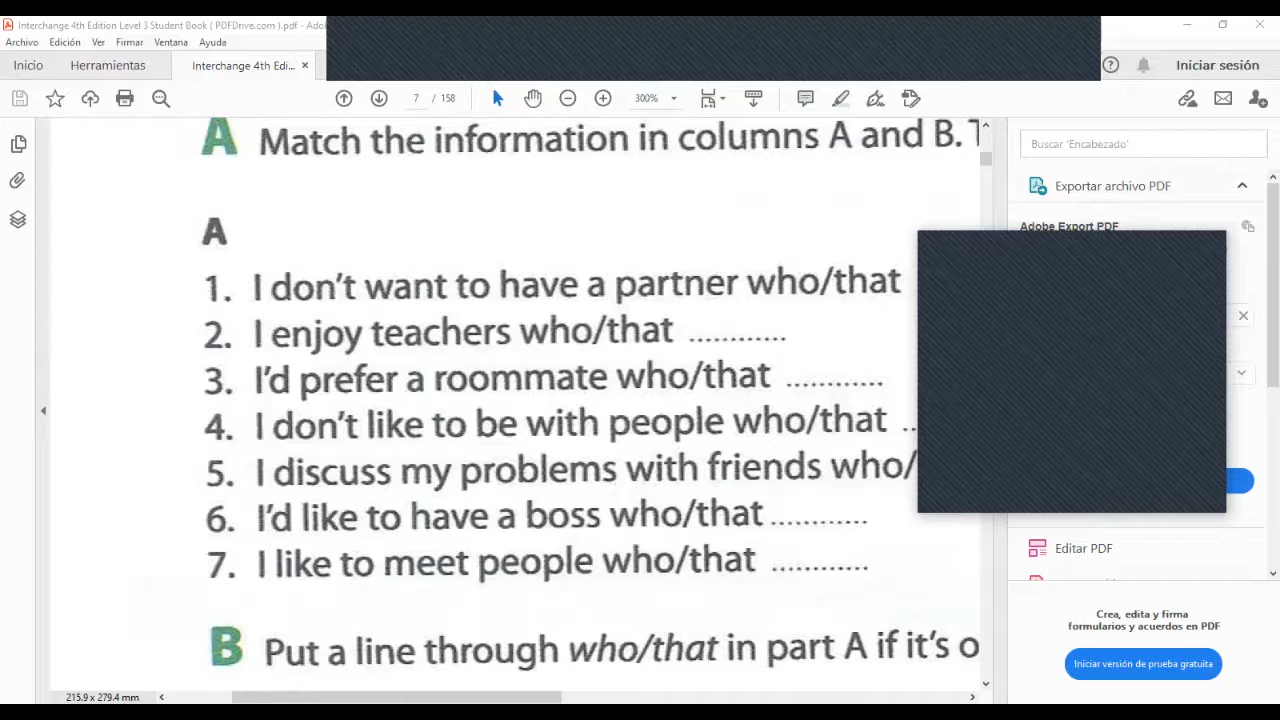 Interchange 4th Edition Level 3 Student Book ( PDFDrive.com ).pdf - Ado
Archivo Edición Ver Firmar Ventana Ayuda
Inicio Herramientas Interchange 4th Edi... × Iniciar sesión
7 / 158 300%
A Match the information in columns A and B.
Buscar 'Encabezado'
Exportar archivo PDF
Adobe Export PDF
A
1. I don't want to have a partner who/that
2. I enjoy teachers who/that ............
3. I'd prefer a roommate who/that ............
4. I don't like to be with people who/that ..
5. I discuss my problems with friends who/
6. I'd like to have a boss who/that ............
7. I like to meet people who/that ............
Editar PDF
B Put a line through who/that in part A if it's o
Crea, edita y firma
formularios y acuerdos en PDF
Iniciar versión de prueba gratuita
215.9 x 279.4 mm